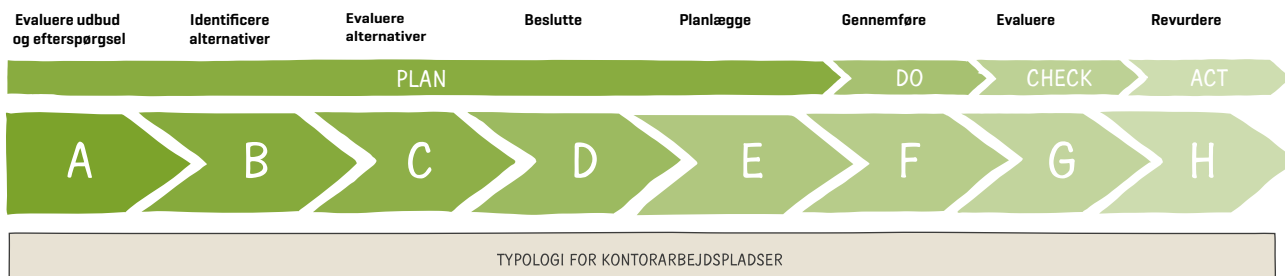 Evaluere udbud
og efterspørgsel
Identificere
alternativer
Evaluere
alternativer
Beslutte
Planlægge
Gennemføre
Evaluere
Revurdere
PLAN
DO
CHECK
ACT
A
B
C
D
E
F
G
H
TYPOLOGI FOR KONTORARBEJDSPLADSER